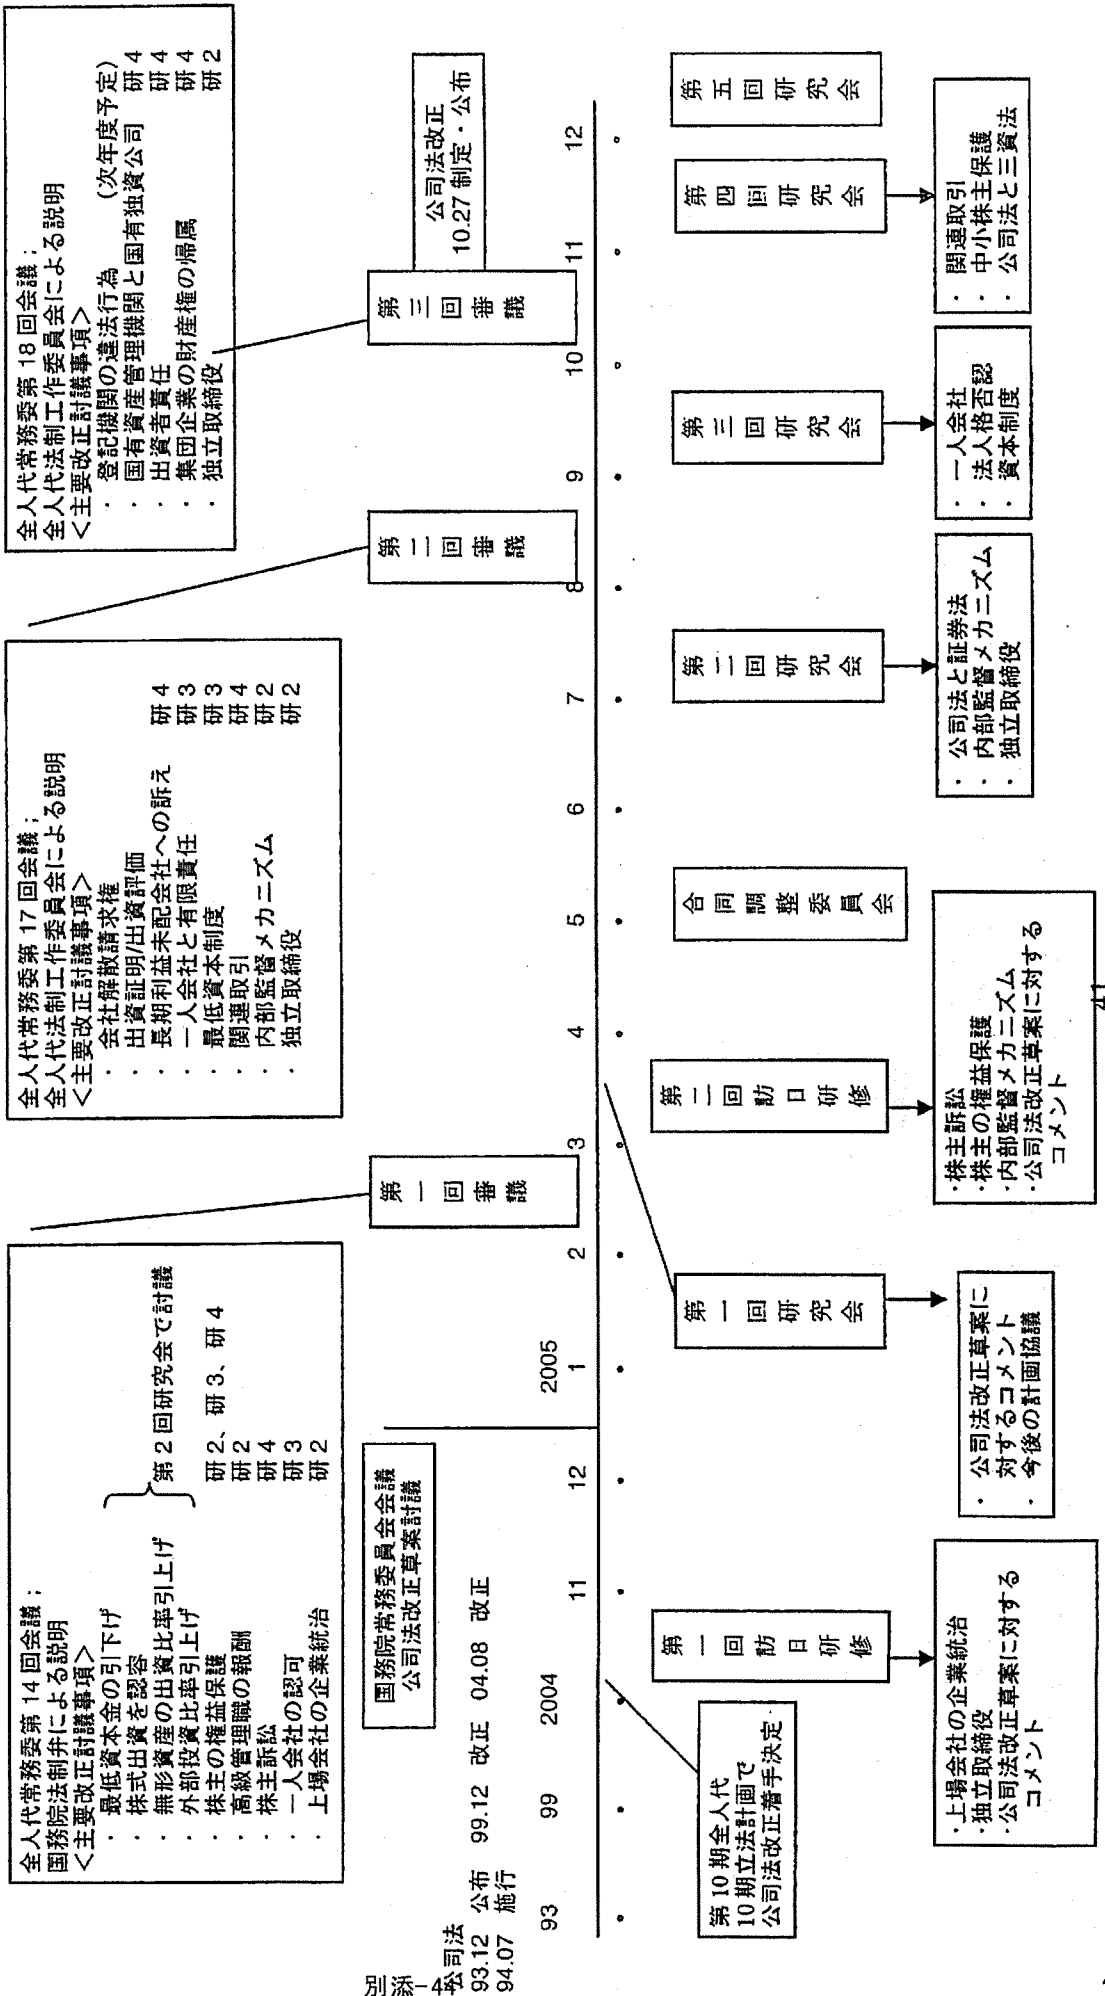 全人代常務委第14回会議；
国務院法制弁による説明
＜主要改正討議事項＞
・ 最低資本金の引下げ
・ 株式出資を認容
・ 無形資産の出資比率引上げ
・ 外部投資比率引上げ
第2回研究会で討議
・ 株主の権益保護 研2、研3、研4
・ 高級管理職の報酬 研2
・ 株主訴訟 研4
・ 一人会社の認可 研3
・ 上場会社の企業統治 研2
全人代常務委第17回会議；
全人代法制工作委員会による説明
＜主要改正討議事項＞
・ 会社解散請求権
・ 出資証明/出資評価
・ 長期利益未配会社への訴え 研4
・ 一人会社と有限責任 研3
・ 最低資本制度 研3
・ 関連取引 研4
・ 内部監督メカニズム 研2
・ 独立取締役 研2
全人代常務委第18回会議；
全人代法制工作委員会による説明
＜主要改正討議事項＞
・ 登記機関の違法行為 (次年度予定)
・ 国有資産管理機関と国有独資公司 研4
・ 出資者責任 研4
・ 集団企業の財産権の帰属 研4
・ 独立取締役 研2
国務院常務委員会会議
公司法改正草案討議
第一回審議
第二回審議
第三回審議
公司法改正
10.27 制定・公布
別添-4
公司法
93.12 公布 99.12 改正 04.08 改正
94.07 施行
93 99 2004 11 12 2005 1 2 3 4 5 6 7 8 9 10 11 12
第10期全人代
10期立法計画で
公司法改正着手決定
第一回訪日研修
第一回研究会
第二回訪日研修
合同調整委員会
第二回研究会
第三回研究会
第四回研究会
第五回研究会
・上場会社の企業統治
・独立取締役
・公司法改正草案に対する
コメント
・ 公司法改正草案に
対するコメント
・ 今後の計画協議
・株主訴訟
・株主の権益保護
・内部監督メカニズム
・公司法改正草案に対する
コメント
・ 公司法と証券法
・ 内部監督メカニズム
・ 独立取締役
・ 一人会社
・ 法人格否認
・ 資本制度
・ 関連取引
・ 中小株主保護
・ 公司法と三資法
41